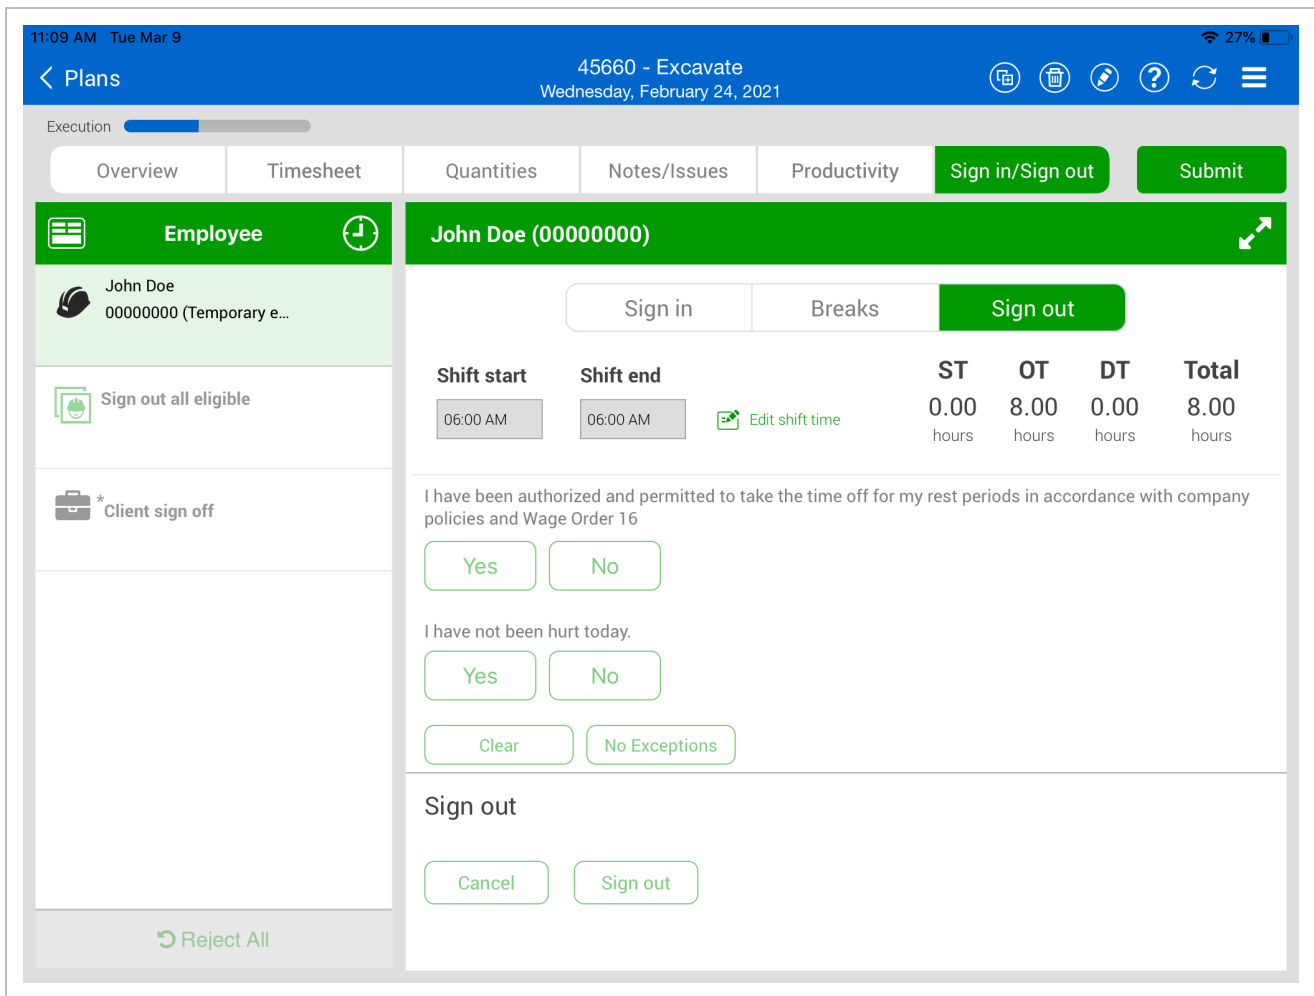 11:09 AM Tue Mar 9
27%
Plans
45660 - Excavate
Wednesday, February 24, 2021
Execution
Overview
Timesheet
Quantities
Notes/Issues
Productivity
Sign in/Sign out
Submit
Employee
John Doe (00000000)
John Doe
00000000 (Temporary e...
Sign out all eligible
*Client sign off
Reject All
Sign in
Breaks
Sign out
Shift start
Shift end
06:00 AM
06:00 AM
Edit shift time
ST OT DT Total
0.00 8.00 0.00 8.00
hours hours hours hours
I have been authorized and permitted to take the time off for my rest periods in accordance with company
policies and Wage Order 16
Yes
No
I have not been hurt today.
Yes
No
Clear
No Exceptions
Sign out
Cancel
Sign out